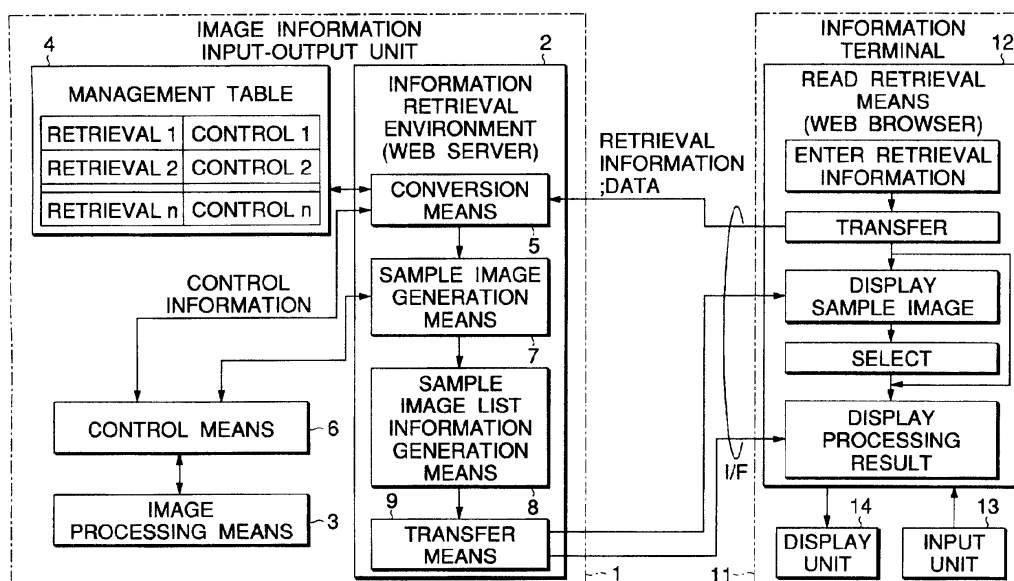 IMAGE INFORMATION
INPUT-OUTPUT UNIT
4
MANAGEMENT TABLE
RETRIEVAL 1 CONTROL 1
RETRIEVAL 2 CONTROL 2
RETRIEVAL n CONTROL n
2
INFORMATION
RETRIEVAL
ENVIRONMENT
(WEB SERVER)
CONVERSION
MEANS
5
CONTROL
INFORMATION
SAMPLE IMAGE
GENERATION
MEANS
7
SAMPLE
IMAGE LIST
INFORMATION
GENERATION
MEANS
8
CONTROL MEANS
6
IMAGE
PROCESSING MEANS
3
9
TRANSFER
MEANS
1
RETRIEVAL
INFORMATION
;DATA
I/F
INFORMATION
TERMINAL
12
READ RETRIEVAL
MEANS
(WEB BROWSER)
ENTER RETRIEVAL
INFORMATION
TRANSFER
DISPLAY
SAMPLE IMAGE
SELECT
DISPLAY
PROCESSING
RESULT
14
DISPLAY
UNIT
13
INPUT
UNIT
11